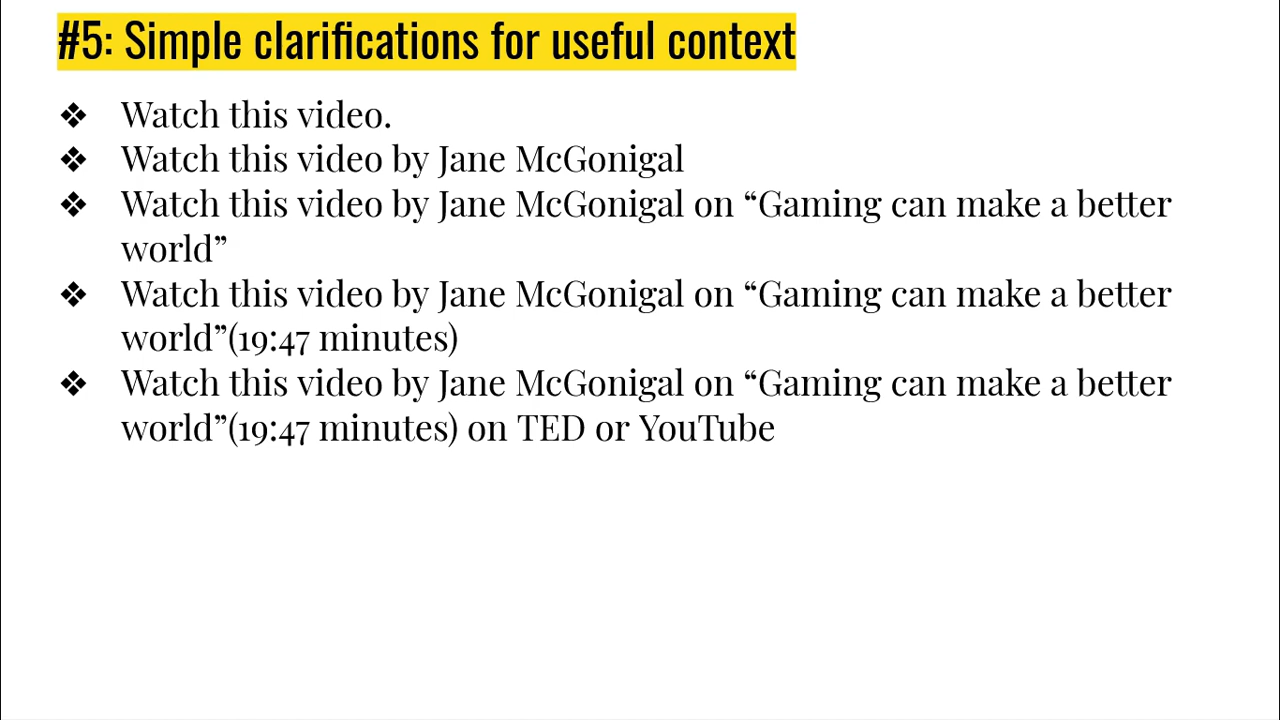 #5: Simple clarifications for useful context
❖ Watch this video.
❖ Watch this video by Jane McGonigal
❖ Watch this video by Jane McGonigal on “Gaming can make a better
world”
❖ Watch this video by Jane McGonigal on “Gaming can make a better
world”(19:47 minutes)
❖ Watch this video by Jane McGonigal on “Gaming can make a better
world”(19:47 minutes) on TED or YouTube